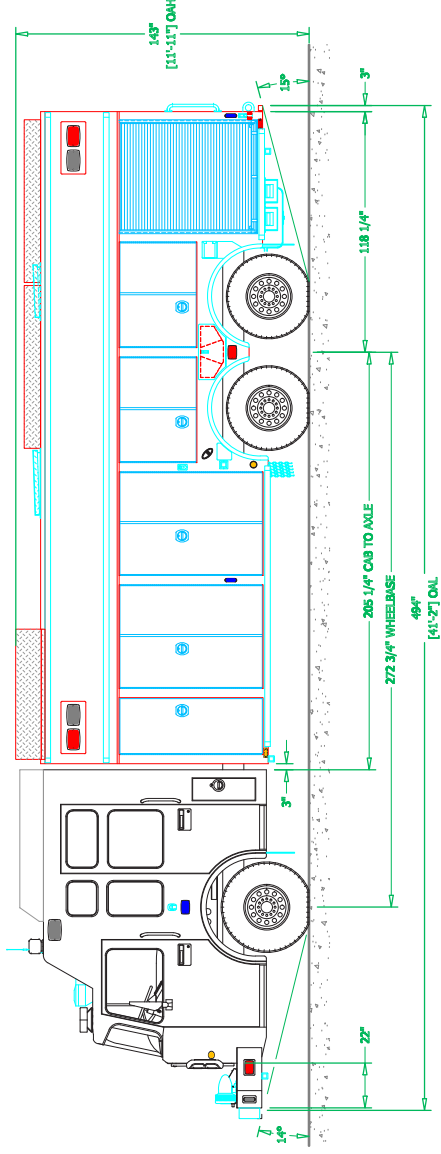 143"
[11'-11"] OAH
15°
3"
118 1/4"
205 1/4" CAB TO AXLE
272 3/4" WHEELBASE
494"
[41'-2"] OAL
3"
22"
14°